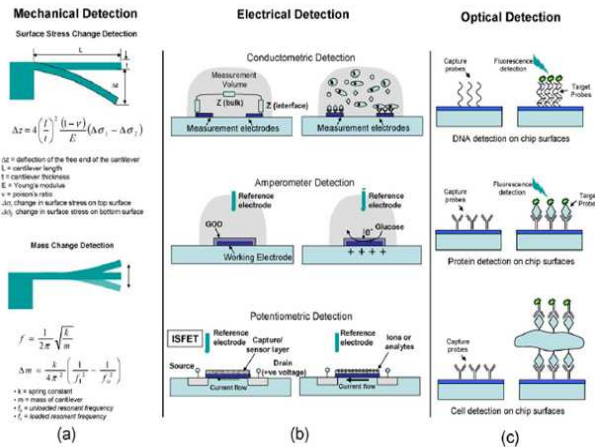 Mechanical Detection
Surface Stress Change Detection
L
t
Δz
Δz = 4 (l/t)² (1-ν)/E (Δσ₁ - Δσ₂)
Δz = deflection of the free end of the cantilever
L = cantilever length
t = cantilever thickness
E = Young's modulus
ν = poison's ratio
Δσ₁ change in surface stress on top surface
Δσ₂ change in surface stress on bottom surface
Mass Change Detection
f = 1/2π √k/m
Δm = k/4π² (1/f₁² - 1/f₀²)
• k = spring constant
• m = mass of cantilever
• f₀ = unloaded resonant frequency
• f₁ = loaded resonant frequency
(a)
Electrical Detection
Conductometric Detection
Measurement
Volume
Z (bulk)
Z (interface)
Measurement electrodes
Measurement electrodes
Amperometer Detection
Reference
electrode
GOD
Working Electrode
Reference
electrode
e⁻
Glucose
+ + + +
Potentiometric Detection
ISFET
Reference
electrode
Capture/
sensor layer
Source
Drain
(+ve voltage)
Current flow
Reference
electrode
Ions or
analytes
Current flow
(b)
Optical Detection
Capture
probes
Fluorescence
detection
Target
Probes
DNA detection on chip surfaces
Capture
probes
Fluorescence
detection
Target
Probes
Protein detection on chip surfaces
Capture
probes
Cell detection on chip surfaces
(c)